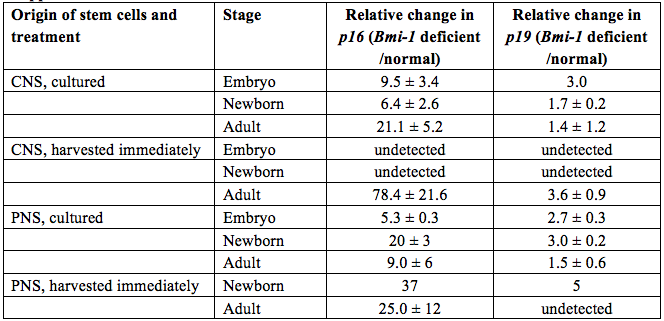 Origin of stem cells and treatment | Stage | Relative change in p16 (Bmi-1 deficient /normal) | Relative change in p19 (Bmi-1 deficient /normal)
CNS, cultured | Embryo | 9.5 ± 3.4 | 3.0
Newborn | 6.4 ± 2.6 | 1.7 ± 0.2
Adult | 21.1 ± 5.2 | 1.4 ± 1.2
CNS, harvested immediately | Embryo | undetected | undetected
Newborn | undetected | undetected
Adult | 78.4 ± 21.6 | 3.6 ± 0.9
PNS, cultured | Embryo | 5.3 ± 0.3 | 2.7 ± 0.3
Newborn | 20 ± 3 | 3.0 ± 0.2
Adult | 9.0 ± 6 | 1.5 ± 0.6
PNS, harvested immediately | Newborn | 37 | 5
Adult | 25.0 ± 12 | undetected